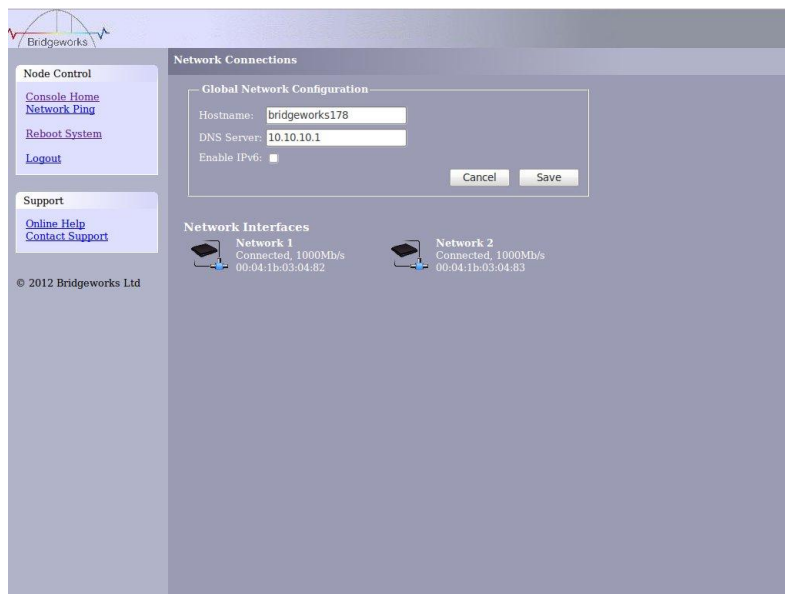 Bridgeworks
Node Control
Console Home
Network Ping
Reboot System
Logout
Support
Online Help
Contact Support
© 2012 Bridgeworks Ltd
Network Connections
Global Network Configuration
Hostname: bridgeworks178
DNS Server: 10.10.10.1
Enable IPv6:
Cancel Save
Network Interfaces
Network 1
Connected, 1000Mb/s
00:04:1b:03:04:82
Network 2
Connected, 1000Mb/s
00:04:1b:03:04:83